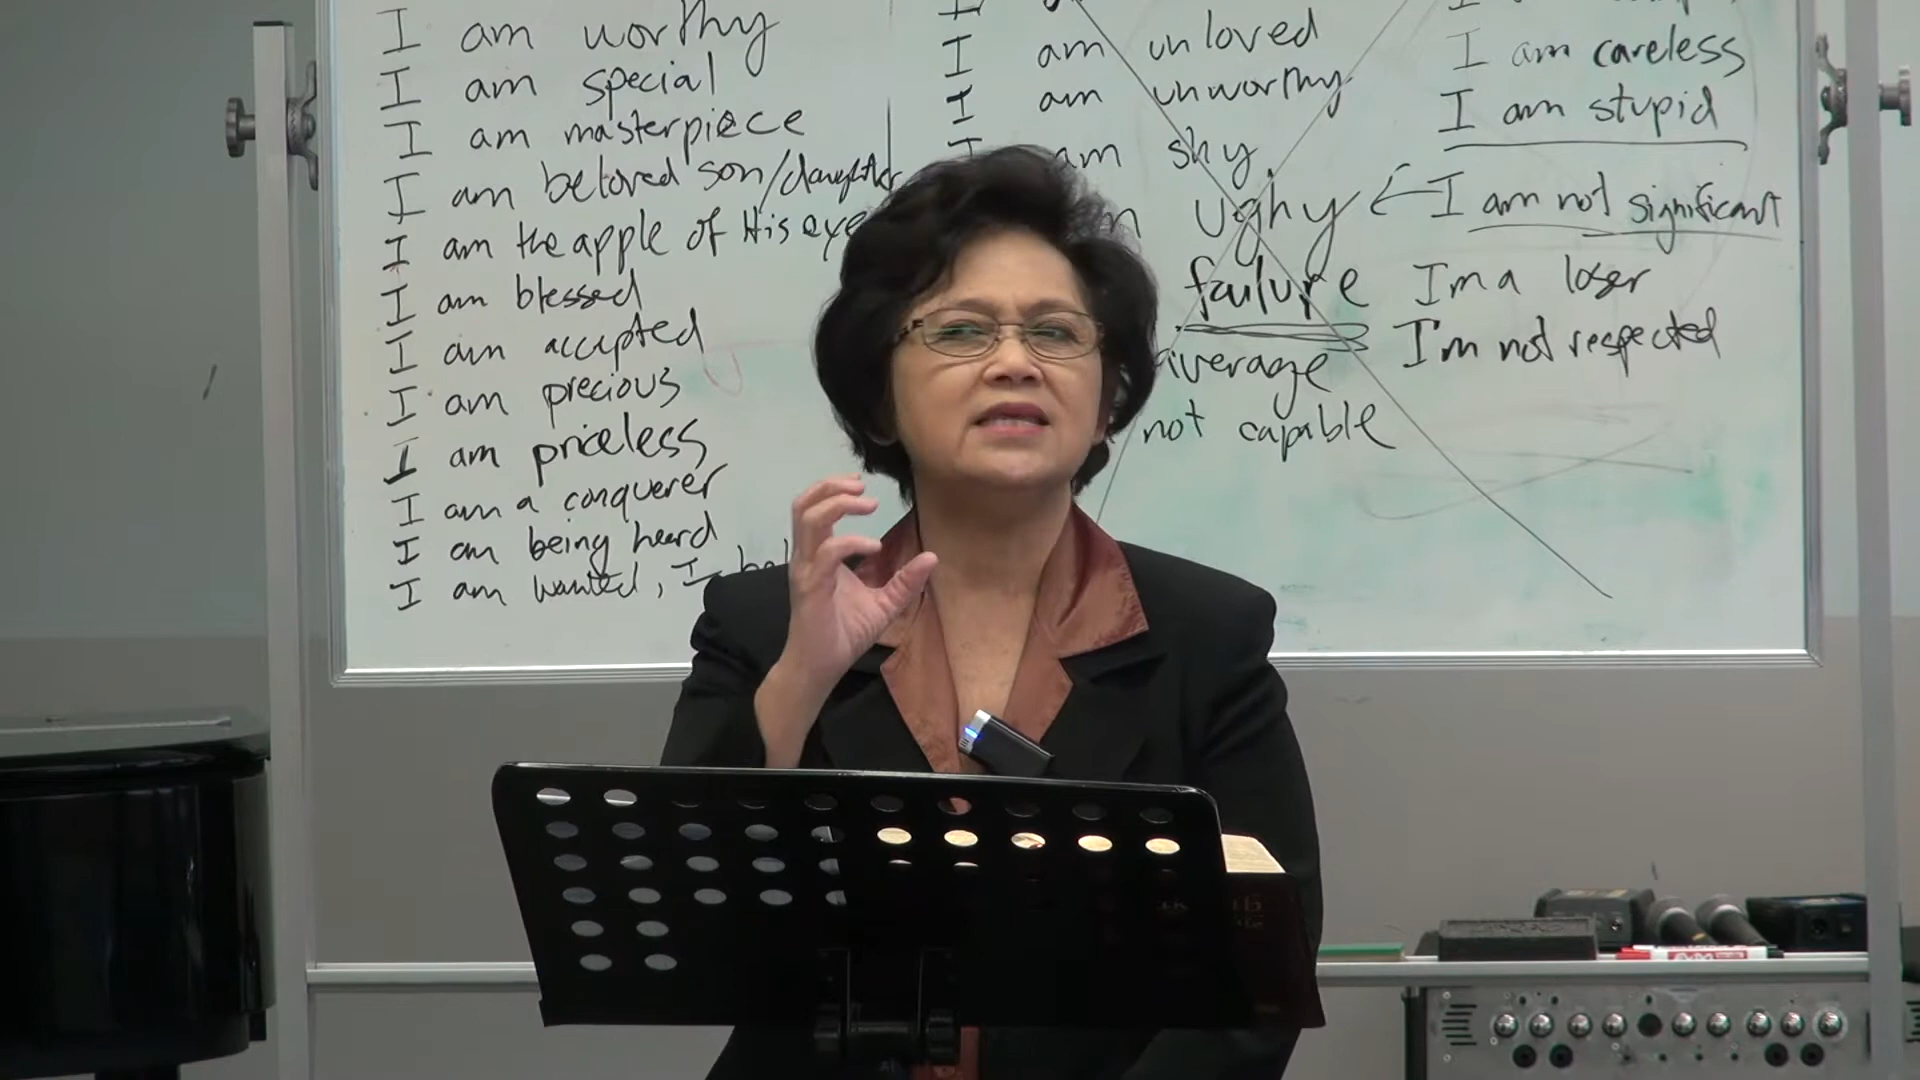 I am worthy
I am special
I am masterpiece
I am beloved son/daughter
I am the apple of His eye
I am blessed
I am accepted
I am precious
I am priceless
I am a conquerer
I am being heard
I am wanted, I
I am unloved
I am unworthy
am shy
Ughy
failure
average
not capable
I am careless
I am stupid
I am not significant
I'm a loser
I'm not respected